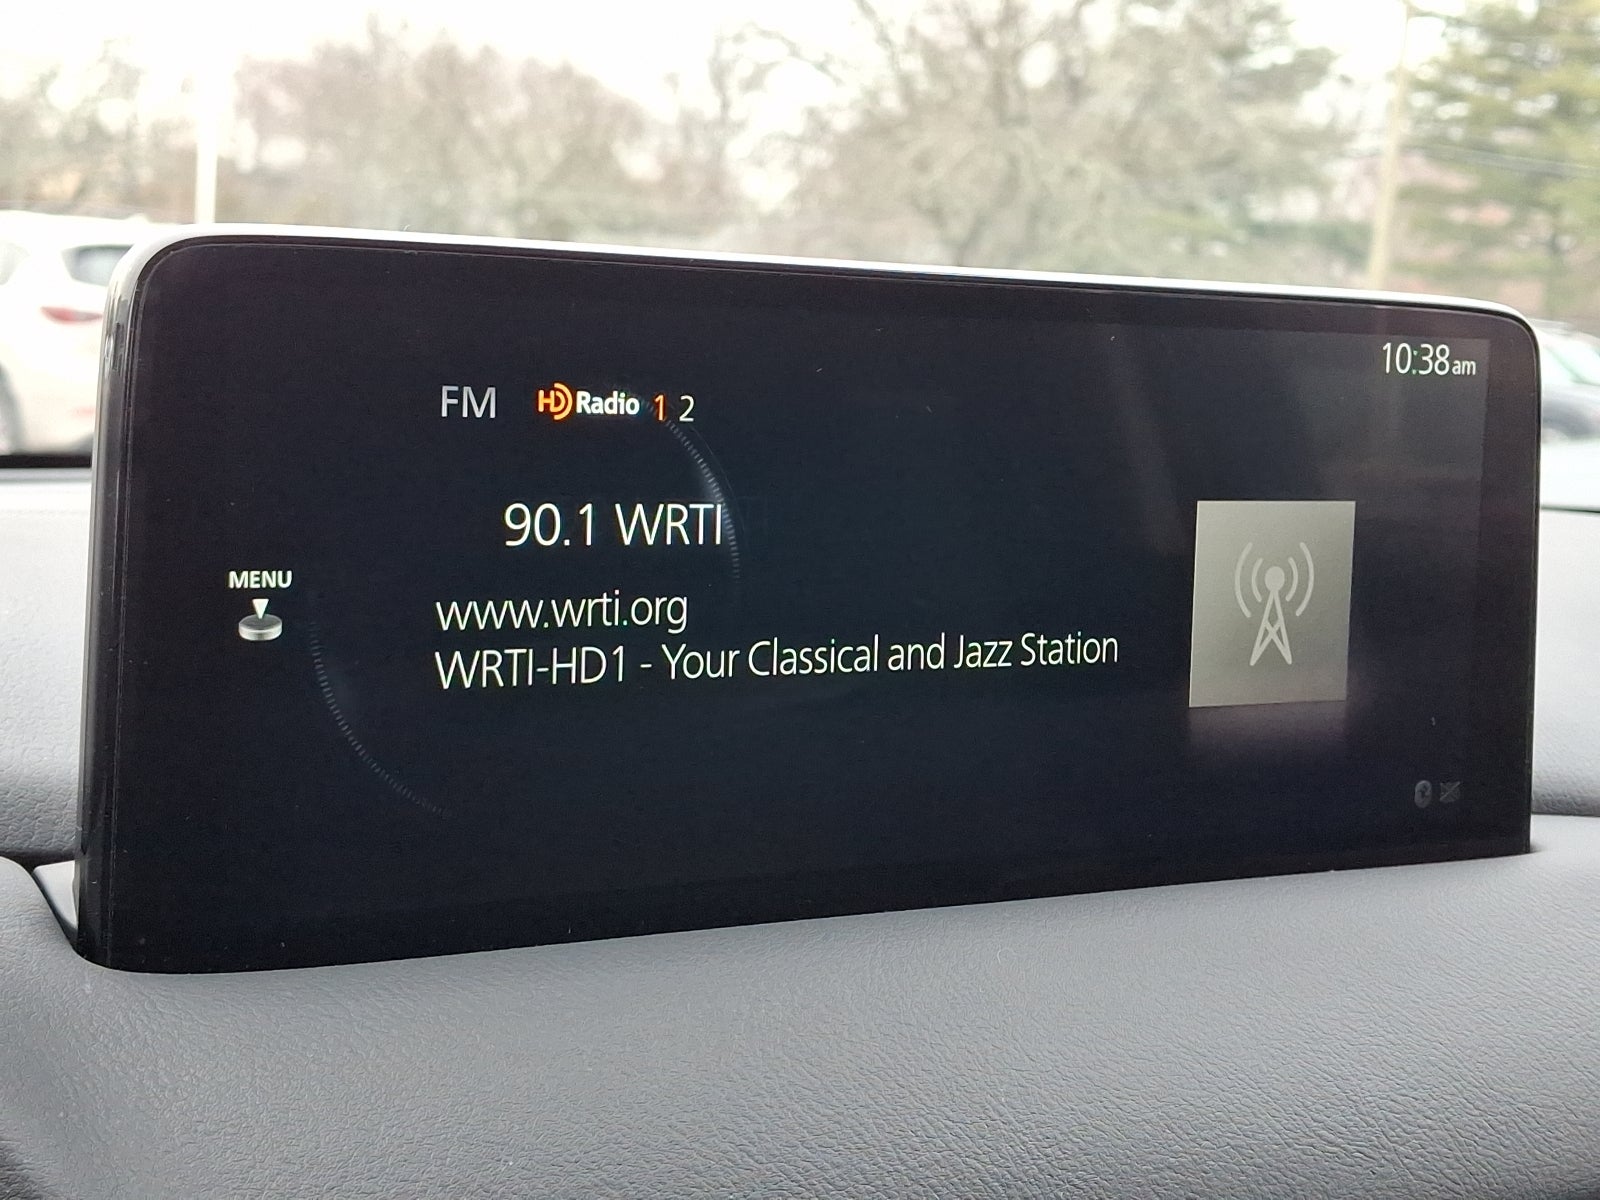 10:38am
FM HD Radio 1 2
90.1 WRTI
MENU
www.wrti.org
WRTI-HD1 - Your Classical and Jazz Station